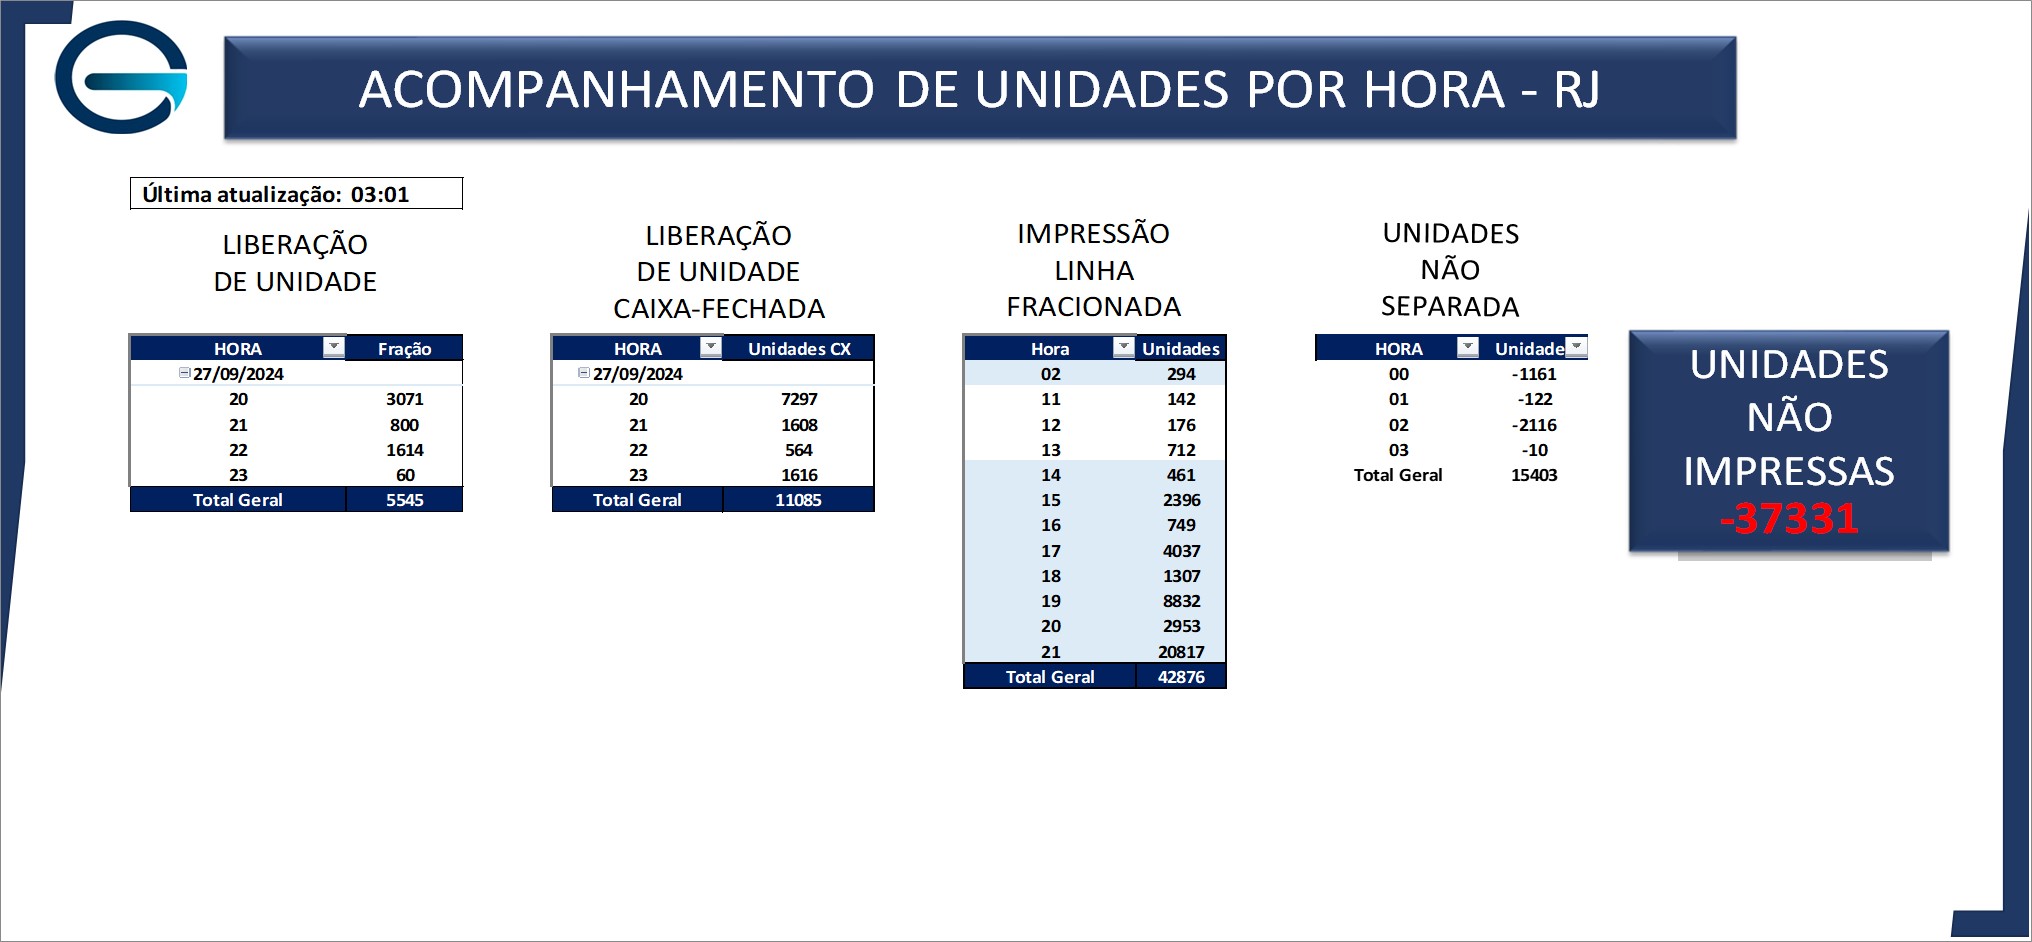 ACOMPANHAMENTO DE UNIDADES POR HORA - RJ
Última atualização: 03:01
LIBERAÇÃO
DE UNIDADE
HORA Fração
27/09/2024
20 3071
21 800
22 1614
23 60
Total Geral 5545
LIBERAÇÃO
DE UNIDADE
CAIXA-FECHADA
HORA Unidades CX
27/09/2024
20 7297
21 1608
22 564
23 1616
Total Geral 11085
IMPRESSÃO
LINHA
FRACIONADA
Hora Unidades
02 294
11 142
12 176
13 712
14 461
15 2396
16 749
17 4037
18 1307
19 8832
20 2953
21 20817
Total Geral 42876
UNIDADES
NÃO
SEPARADA
HORA Unidade
00 -1161
01 -122
02 -2116
03 -10
Total Geral 15403
UNIDADES
NÃO
IMPRESSAS
-37331